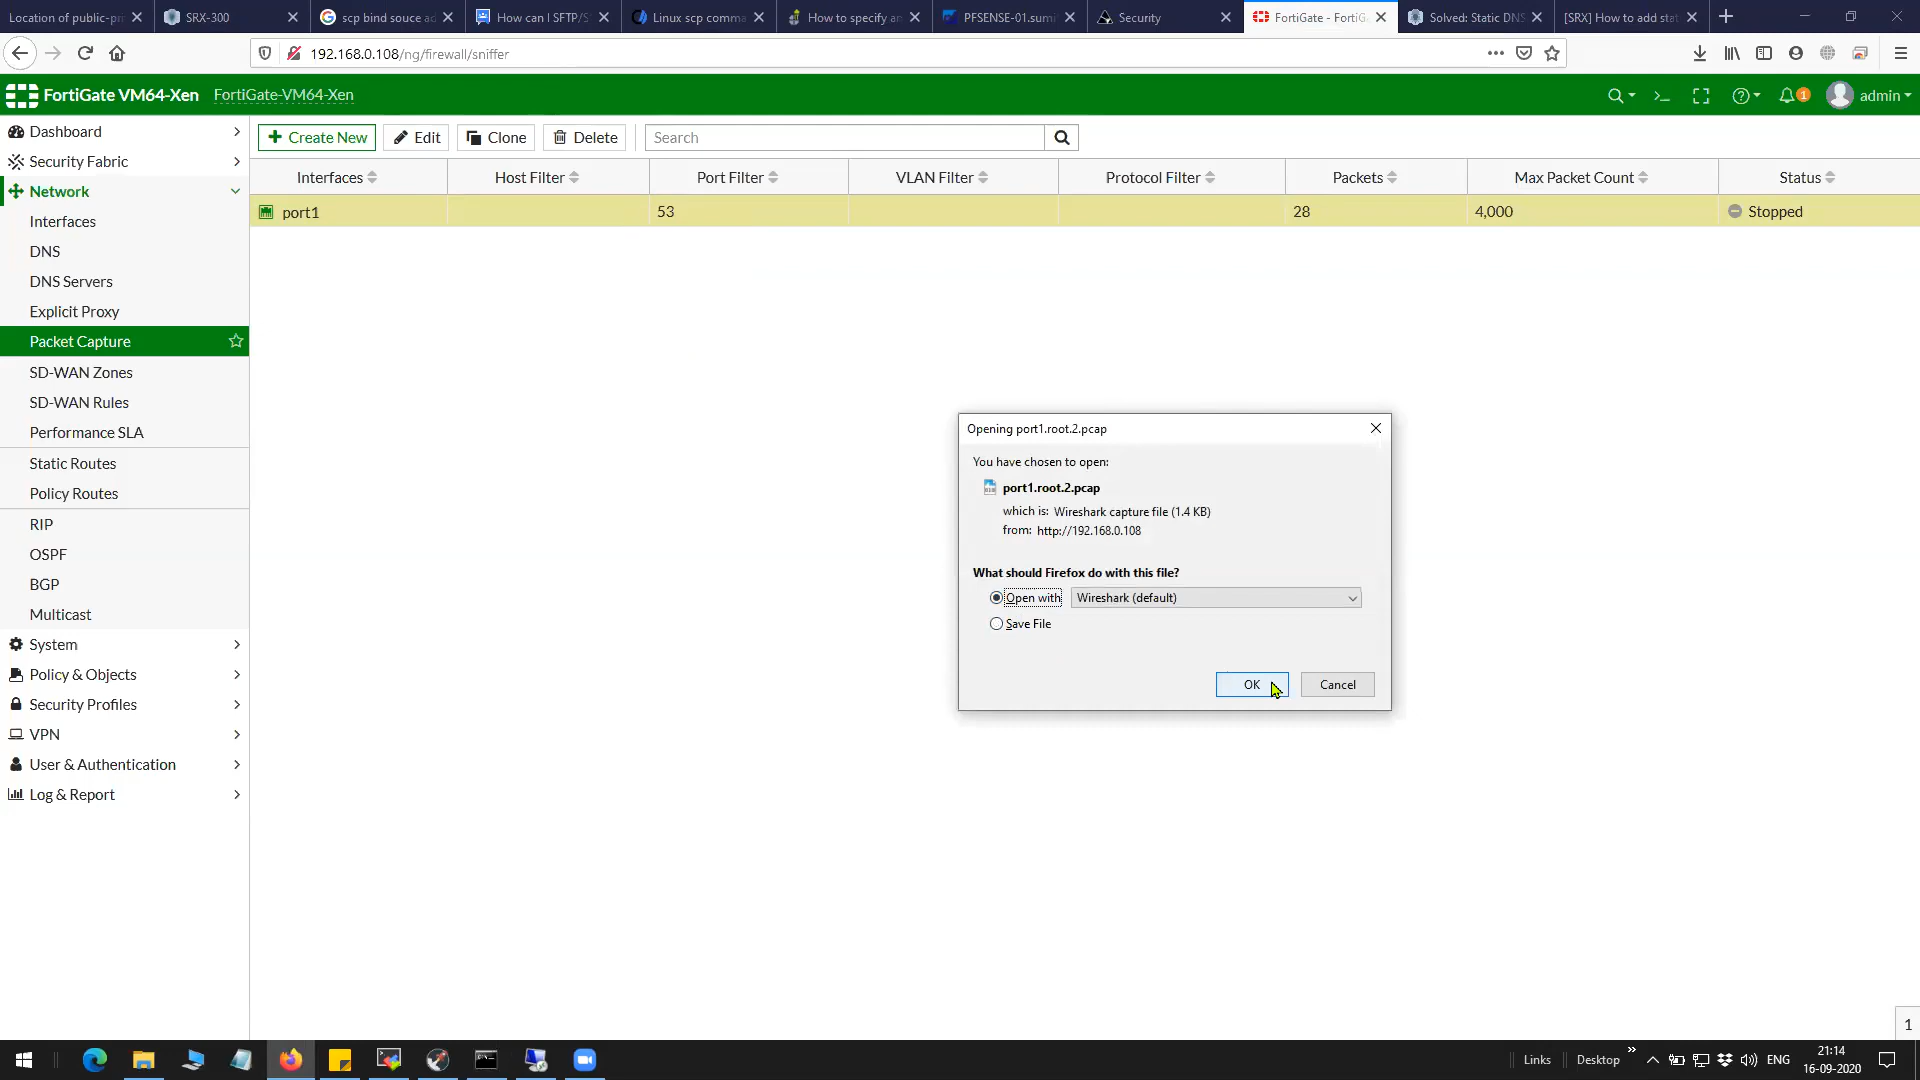 Location of public-pr
SRX-300
scp bind souce ad
How can I SFTP/S
Linux scp comma
How to specify an
PFSENSE-01.sumi
Security
FortiGate - FortiG
Solved: Static DNS
[SRX] How to add stat
192.168.0.108/ng/firewall/sniffer
FortiGate VM64-Xen
FortiGate-VM64-Xen
1
admin
Dashboard
Security Fabric
Network
Interfaces
DNS
DNS Servers
Explicit Proxy
Packet Capture
SD-WAN Zones
SD-WAN Rules
Performance SLA
Static Routes
Policy Routes
RIP
OSPF
BGP
Multicast
System
Policy & Objects
Security Profiles
VPN
User & Authentication
Log & Report
Create New
Edit
Clone
Delete
Search
Interfaces
Host Filter
Port Filter
VLAN Filter
Protocol Filter
Packets
Max Packet Count
Status
port1
53
28
4,000
Stopped
Opening port1.root.2.pcap
You have chosen to open:
port1.root.2.pcap
which is: Wireshark capture file (1.4 KB)
from: http://192.168.0.108
What should Firefox do with this file?
Open with
Wireshark (default)
Save File
OK
Cancel
1
Links
Desktop
ENG
21:14
16-09-2020